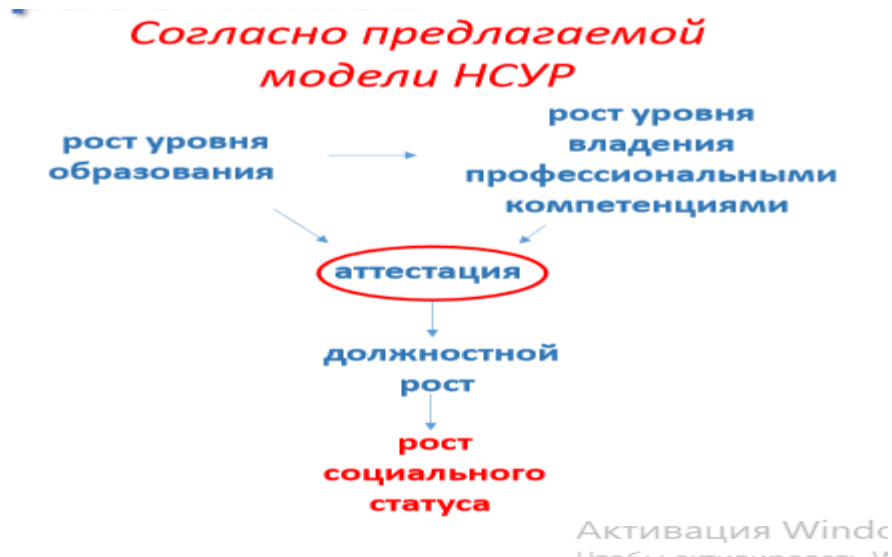 Согласно предлагаемой
модели НСУР
рост уровня
образования
рост уровня
владения
профессиональными
компетенциями
аттестация
должностной
рост
рост
социального
статуса
Активация Windo